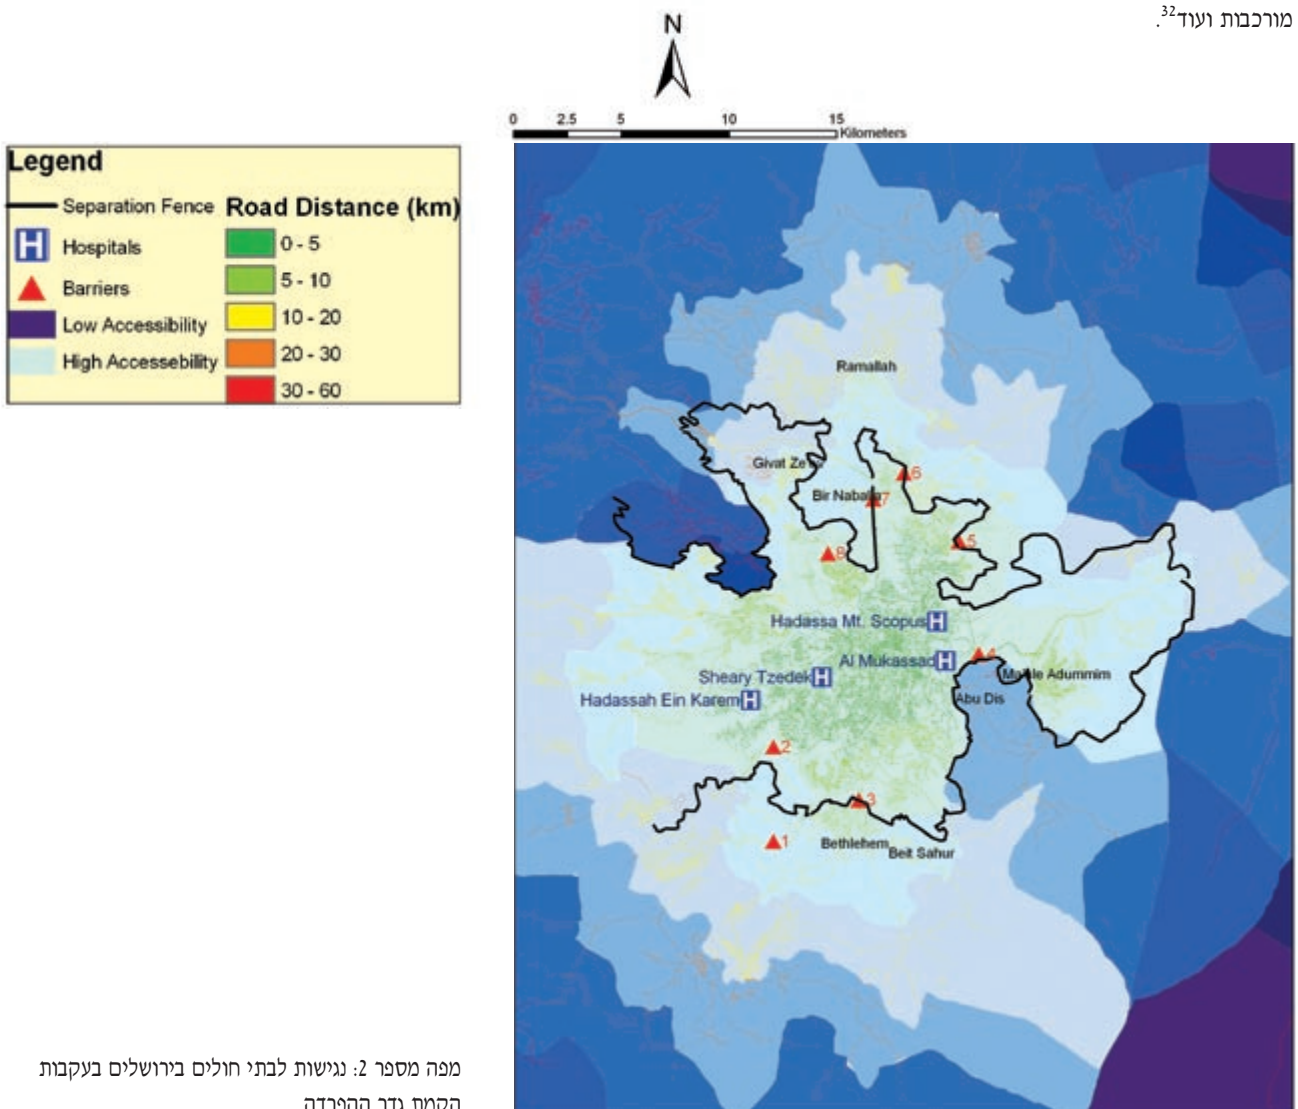 מורכבות ועוד32.
N
0 2.5 5 10 15
Kilometers
Legend
Separation Fence
Hospitals
Barriers
Low Accessibility
High Accessebility
Road Distance (km)
0 - 5
5 - 10
10 - 20
20 - 30
30 - 60
Ramallah
Givat Ze'ev
6
Bir Nabala
7
5
8
Hadassa Mt. Scopus H
Al Mukassad H
4
Sheary Tzedek H
Ma'ale Adummim
Hadassah Ein Karem H
Abu Dis
2
3
1
Bethlehem
Beit Sahur
מפה מספר 2: נגישות לבתי חולים בירושלים בעקבות
הקמת גדר ההפרדה